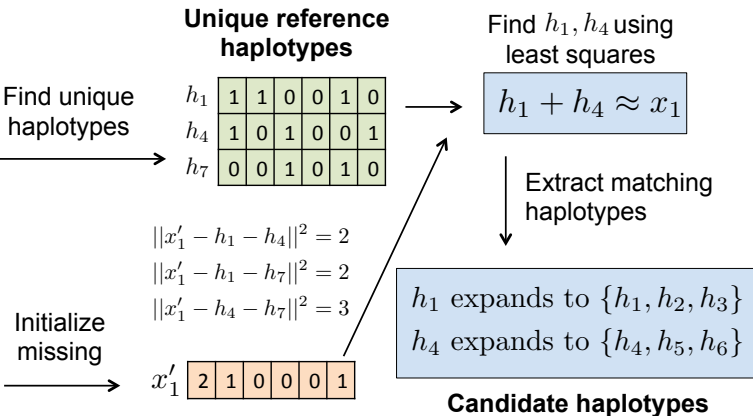 Unique reference
haplotypes
Find unique
haplotypes
h₁ 1 1 0 0 1 0
h₄ 1 0 1 0 0 1
h₇ 0 0 1 0 1 0
Find h₁, h₄ using
least squares
h₁ + h₄ ≈ x₁
Extract matching
haplotypes
||x′₁ − h₁ − h₄||² = 2
||x′₁ − h₁ − h₇||² = 2
||x′₁ − h₄ − h₇||² = 3
Initialize
missing
x′₁ 2 1 0 0 0 1
h₁ expands to {h₁, h₂, h₃}
h₄ expands to {h₄, h₅, h₆}
Candidate haplotypes